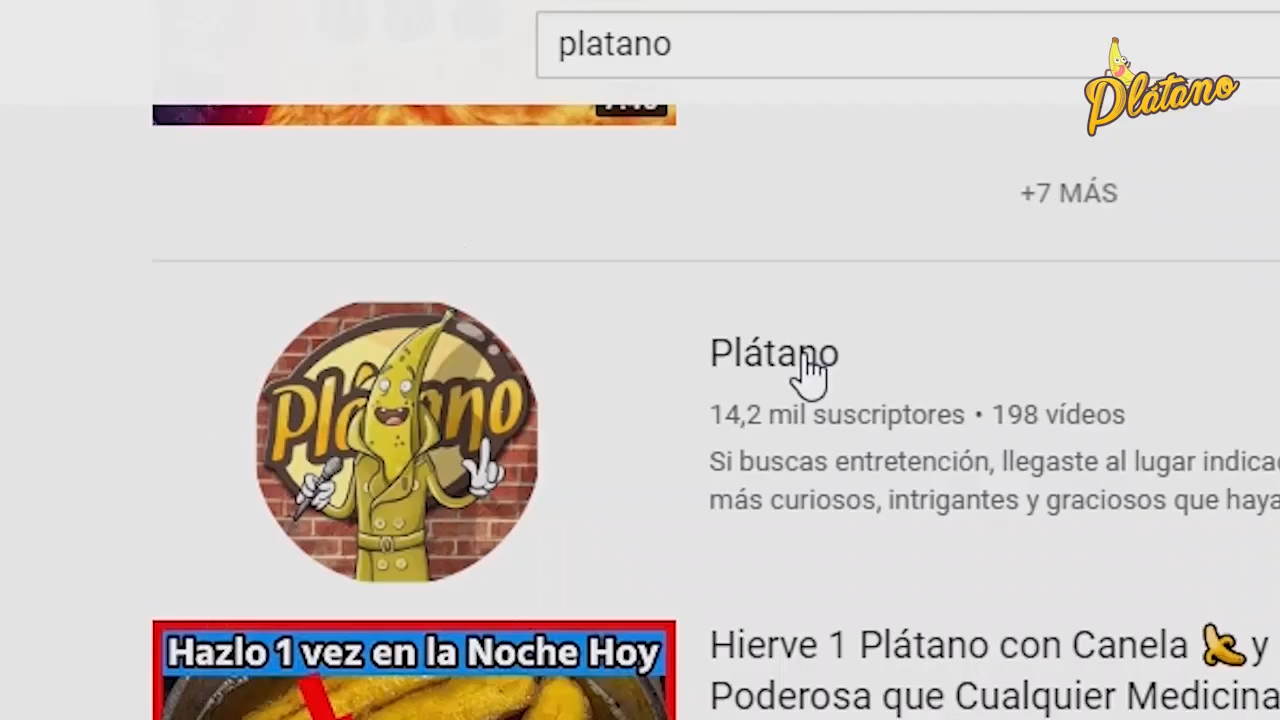 platano
Plátano
+7 MÁS
Plátano
Plátano
14,2 mil suscriptores • 198 vídeos
Si buscas entretención, llegaste al lugar
más curiosos, intrigantes y graciosos que
Hazlo 1 vez en la Noche Hoy
Hierve 1 Plátano con Canela 🍌 y
Poderosa que Cualquier Medicina